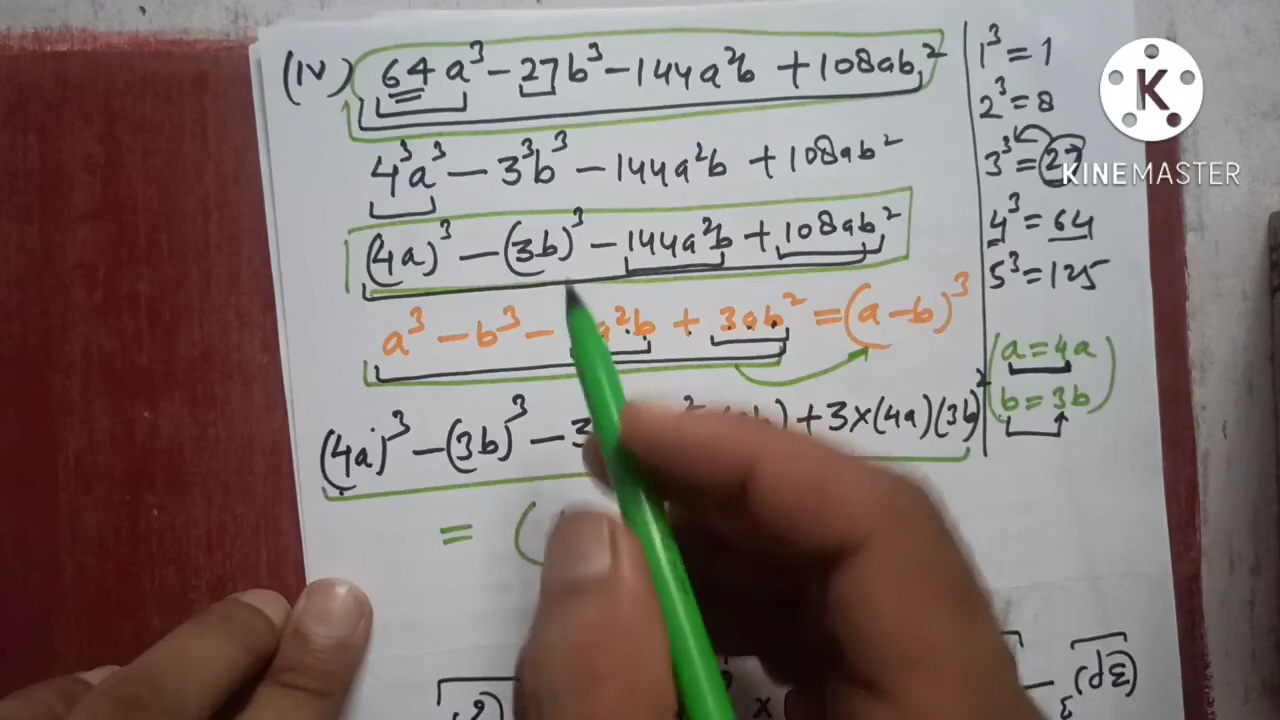 (iv) 64a³ - 27b³ - 144a²b + 108ab²
4³a³ - 3³b³ - 144a²b + 108ab²
(4a)³ - (3b)³ - 144a²b + 108ab²
a³ - b³ - a²b + 3ab² = (a - b)³
(4a)³ - (3b)³ - 3 + 3×(4a)(3b)²
= (
1³ = 1
2³ = 8
3³ = 27
4³ = 64
5³ = 125
(a = 4a
b = 3b)
K
KINEMASTER
x